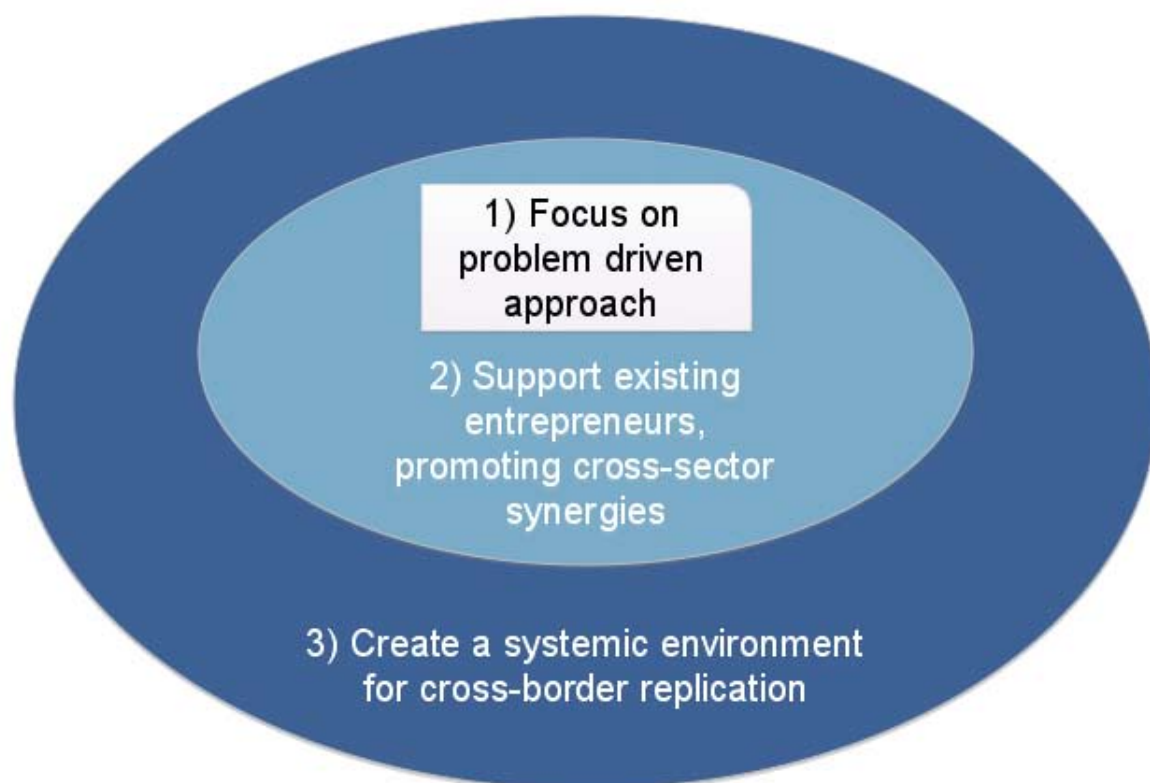 1) Focus on
problem driven
approach
2) Support existing
entrepreneurs,
promoting cross-sector
synergies
3) Create a systemic environment
for cross-border replication